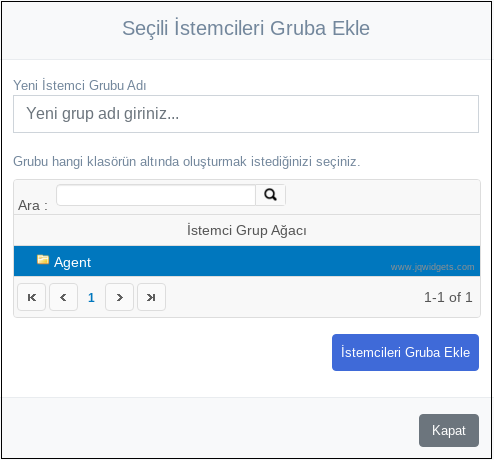 Seçili İstemcileri Gruba Ekle
Yeni İstemci Grubu Adı
Yeni grup adı giriniz...
Grubu hangi klasörün altında oluşturmak istediğinizi seçiniz.
Ara :
İstemci Grup Ağacı
Agent
www.jqwidgets.com
1
1-1 of 1
İstemcileri Gruba Ekle
Kapat